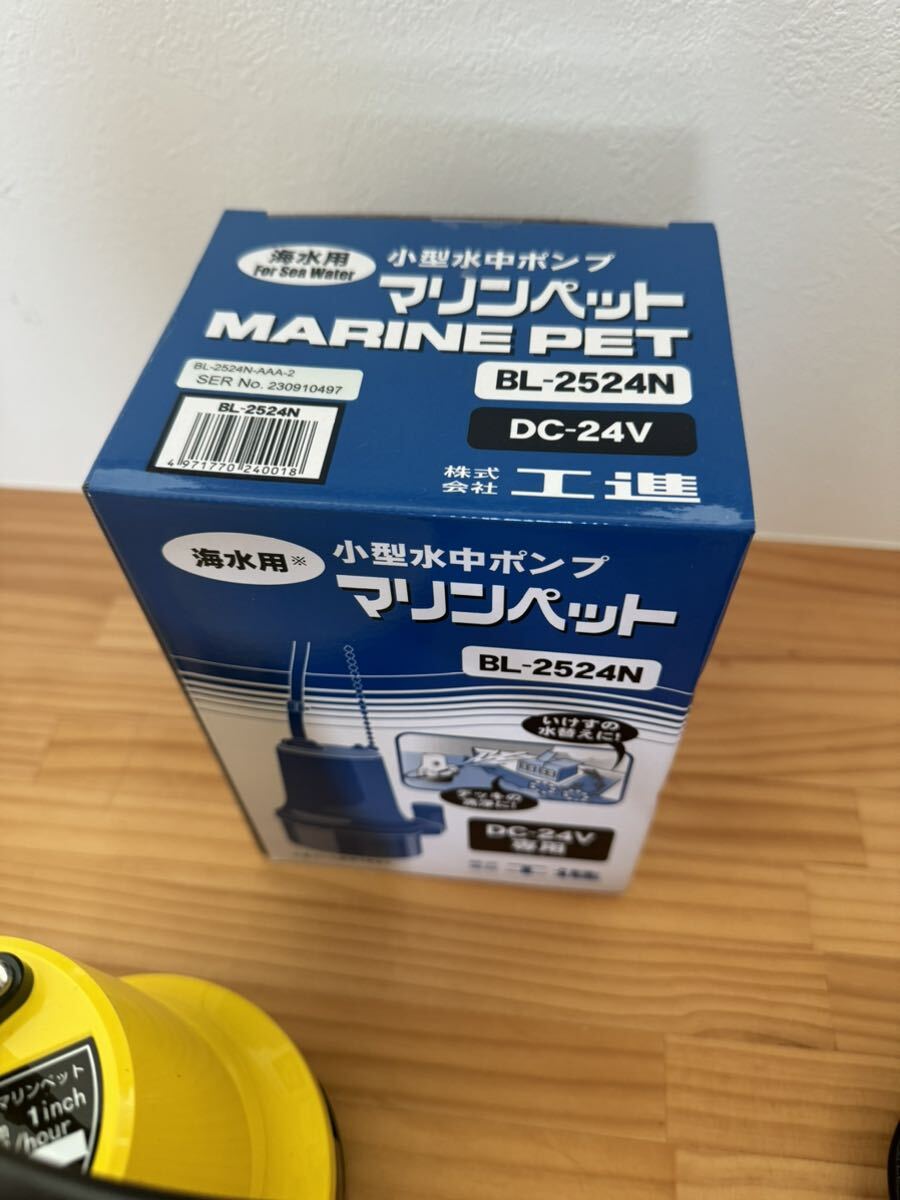 海水用
For Sea Water
小型水中ポンプ
マリンペット
MARINE PET
BL-2524N-AAA-2
SER No. 230910497
BL-2524N
4971770240018
BL-2524N
DC-24V
株式会社 工進
海水用※
小型水中ポンプ
マリンペット
BL-2524N
いけすの
水替えに!
デッキの
洗浄に!
DC-24V
専用
マリンペット
1inch
/hour